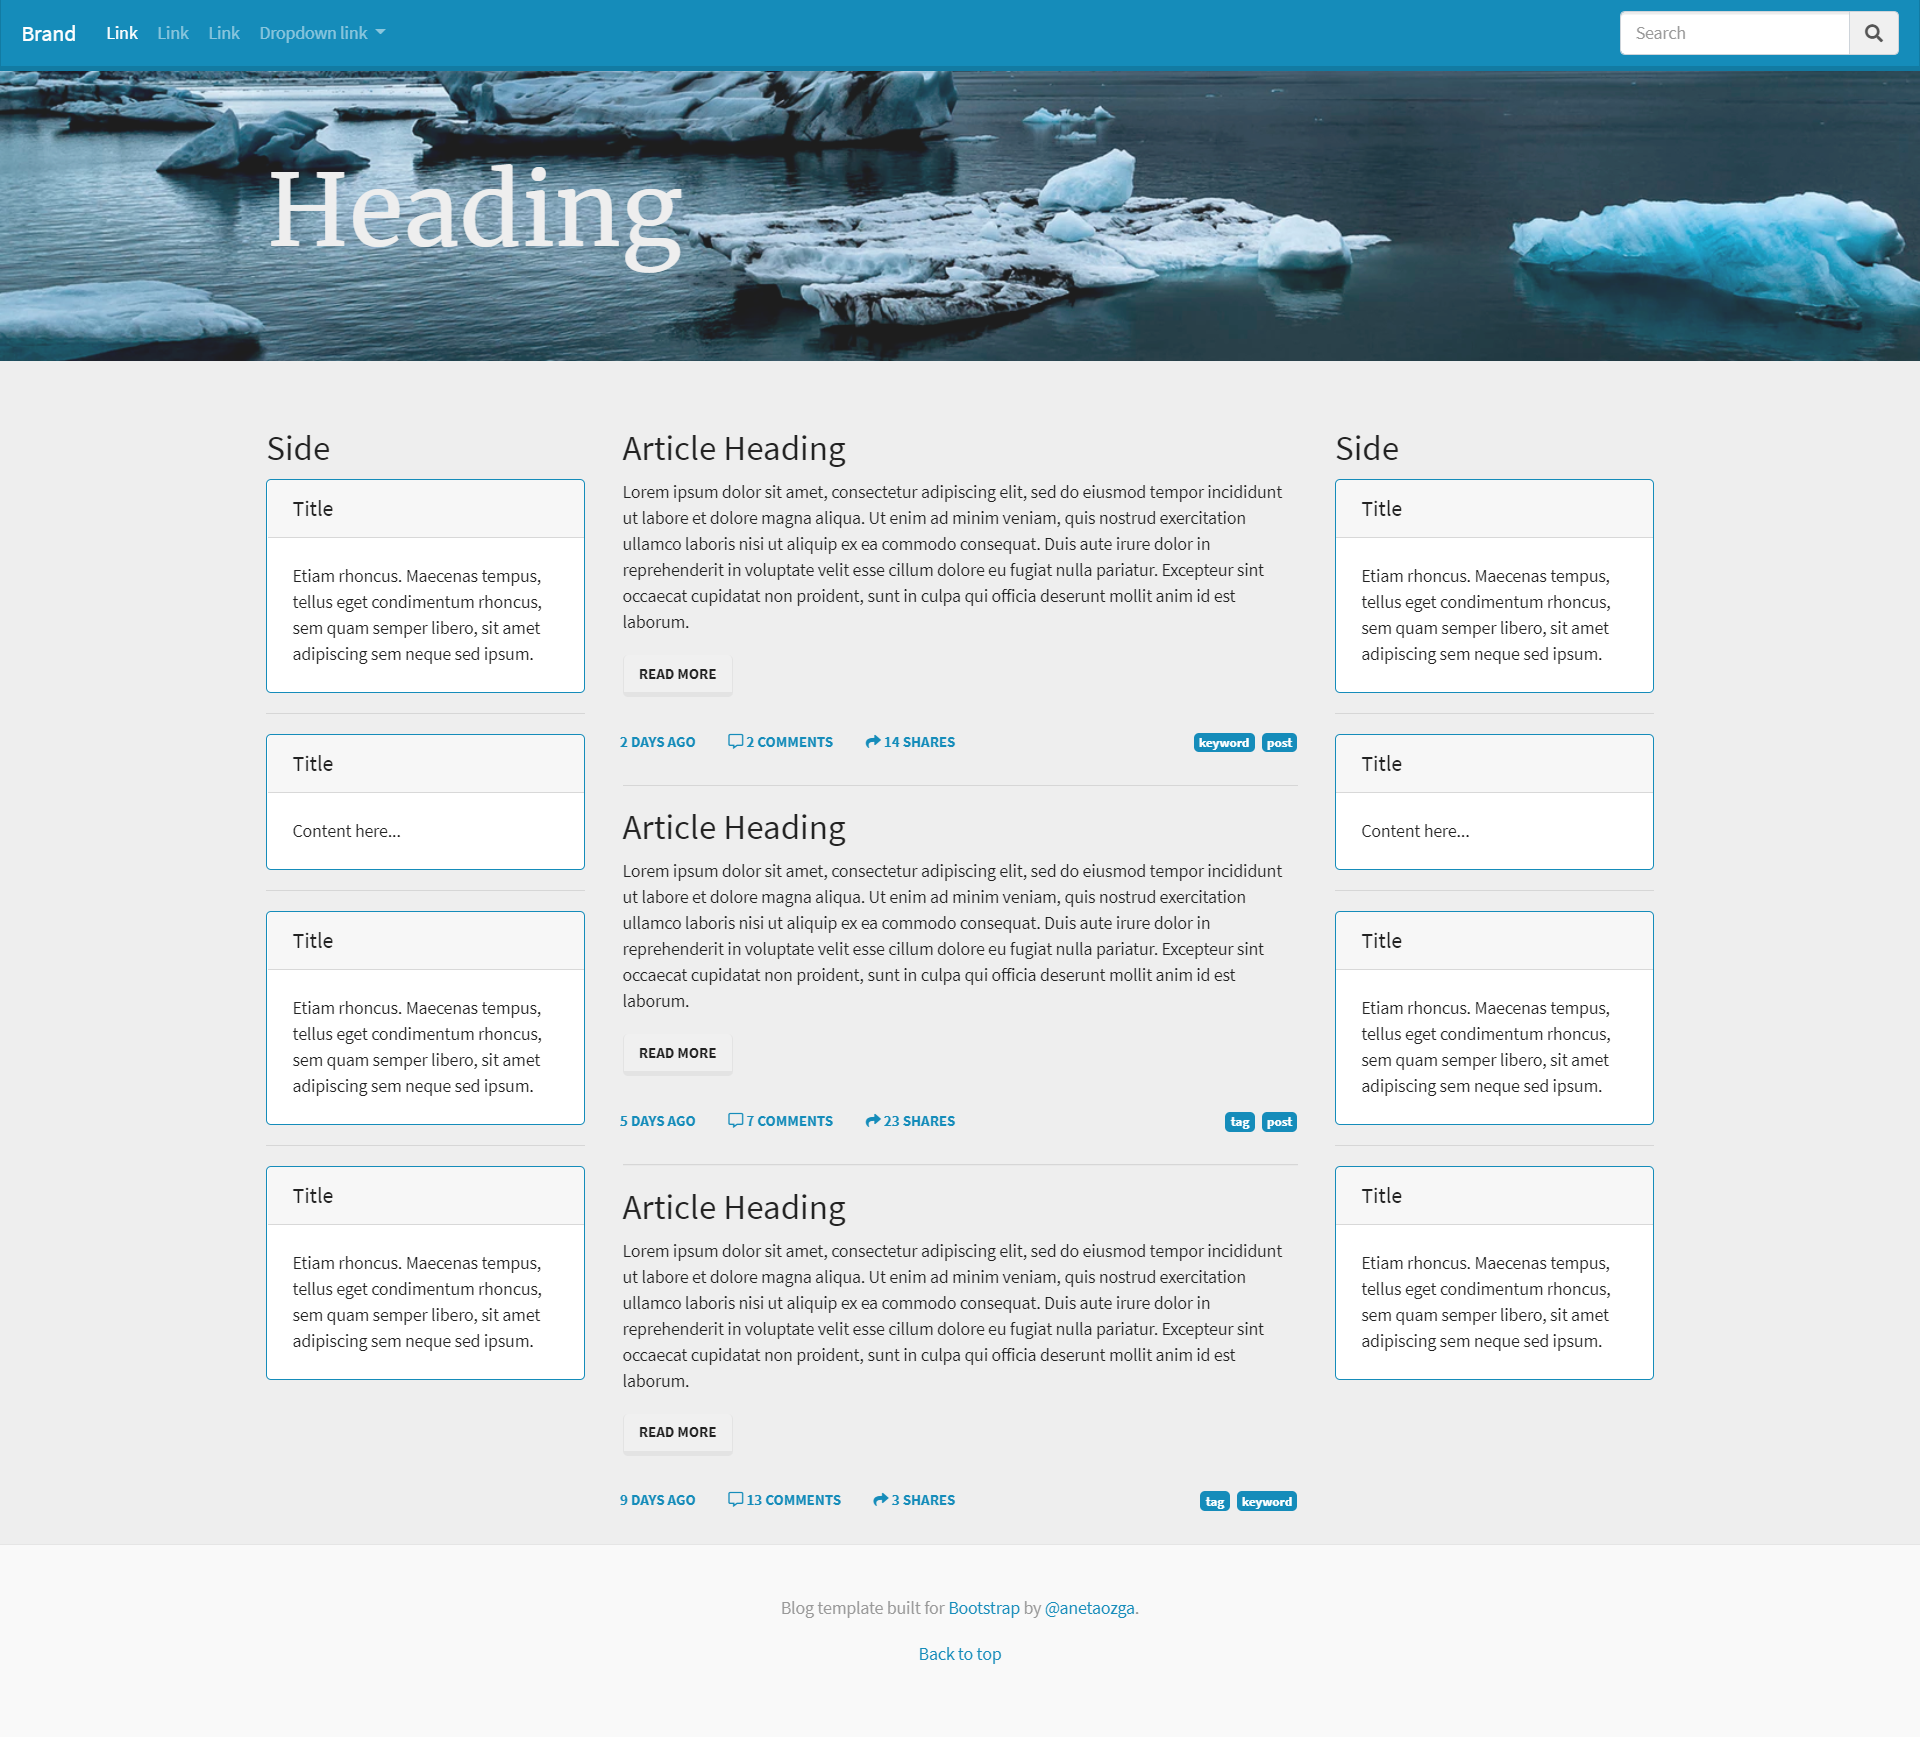 Brand Link Link Link Dropdown link Search
Heading
Side
Title
Etiam rhoncus. Maecenas tempus,
tellus eget condimentum rhoncus,
sem quam semper libero, sit amet
adipiscing sem neque sed ipsum.
Title
Content here...
Title
Etiam rhoncus. Maecenas tempus,
tellus eget condimentum rhoncus,
sem quam semper libero, sit amet
adipiscing sem neque sed ipsum.
Title
Etiam rhoncus. Maecenas tempus,
tellus eget condimentum rhoncus,
sem quam semper libero, sit amet
adipiscing sem neque sed ipsum.
Article Heading
Lorem ipsum dolor sit amet, consectetur adipiscing elit, sed do eiusmod tempor incididunt
ut labore et dolore magna aliqua. Ut enim ad minim veniam, quis nostrud exercitation
ullamco laboris nisi ut aliquip ex ea commodo consequat. Duis aute irure dolor in
reprehenderit in voluptate velit esse cillum dolore eu fugiat nulla pariatur. Excepteur sint
occaecat cupidatat non proident, sunt in culpa qui officia deserunt mollit anim id est
laborum.
READ MORE
2 DAYS AGO 2 COMMENTS 14 SHARES keyword post
Article Heading
Lorem ipsum dolor sit amet, consectetur adipiscing elit, sed do eiusmod tempor incididunt
ut labore et dolore magna aliqua. Ut enim ad minim veniam, quis nostrud exercitation
ullamco laboris nisi ut aliquip ex ea commodo consequat. Duis aute irure dolor in
reprehenderit in voluptate velit esse cillum dolore eu fugiat nulla pariatur. Excepteur sint
occaecat cupidatat non proident, sunt in culpa qui officia deserunt mollit anim id est
laborum.
READ MORE
5 DAYS AGO 7 COMMENTS 23 SHARES tag post
Article Heading
Lorem ipsum dolor sit amet, consectetur adipiscing elit, sed do eiusmod tempor incididunt
ut labore et dolore magna aliqua. Ut enim ad minim veniam, quis nostrud exercitation
ullamco laboris nisi ut aliquip ex ea commodo consequat. Duis aute irure dolor in
reprehenderit in voluptate velit esse cillum dolore eu fugiat nulla pariatur. Excepteur sint
occaecat cupidatat non proident, sunt in culpa qui officia deserunt mollit anim id est
laborum.
READ MORE
9 DAYS AGO 13 COMMENTS 3 SHARES tag keyword
Side
Title
Etiam rhoncus. Maecenas tempus,
tellus eget condimentum rhoncus,
sem quam semper libero, sit amet
adipiscing sem neque sed ipsum.
Title
Content here...
Title
Etiam rhoncus. Maecenas tempus,
tellus eget condimentum rhoncus,
sem quam semper libero, sit amet
adipiscing sem neque sed ipsum.
Title
Etiam rhoncus. Maecenas tempus,
tellus eget condimentum rhoncus,
sem quam semper libero, sit amet
adipiscing sem neque sed ipsum.
Blog template built for Bootstrap by @anetaozga.
Back to top